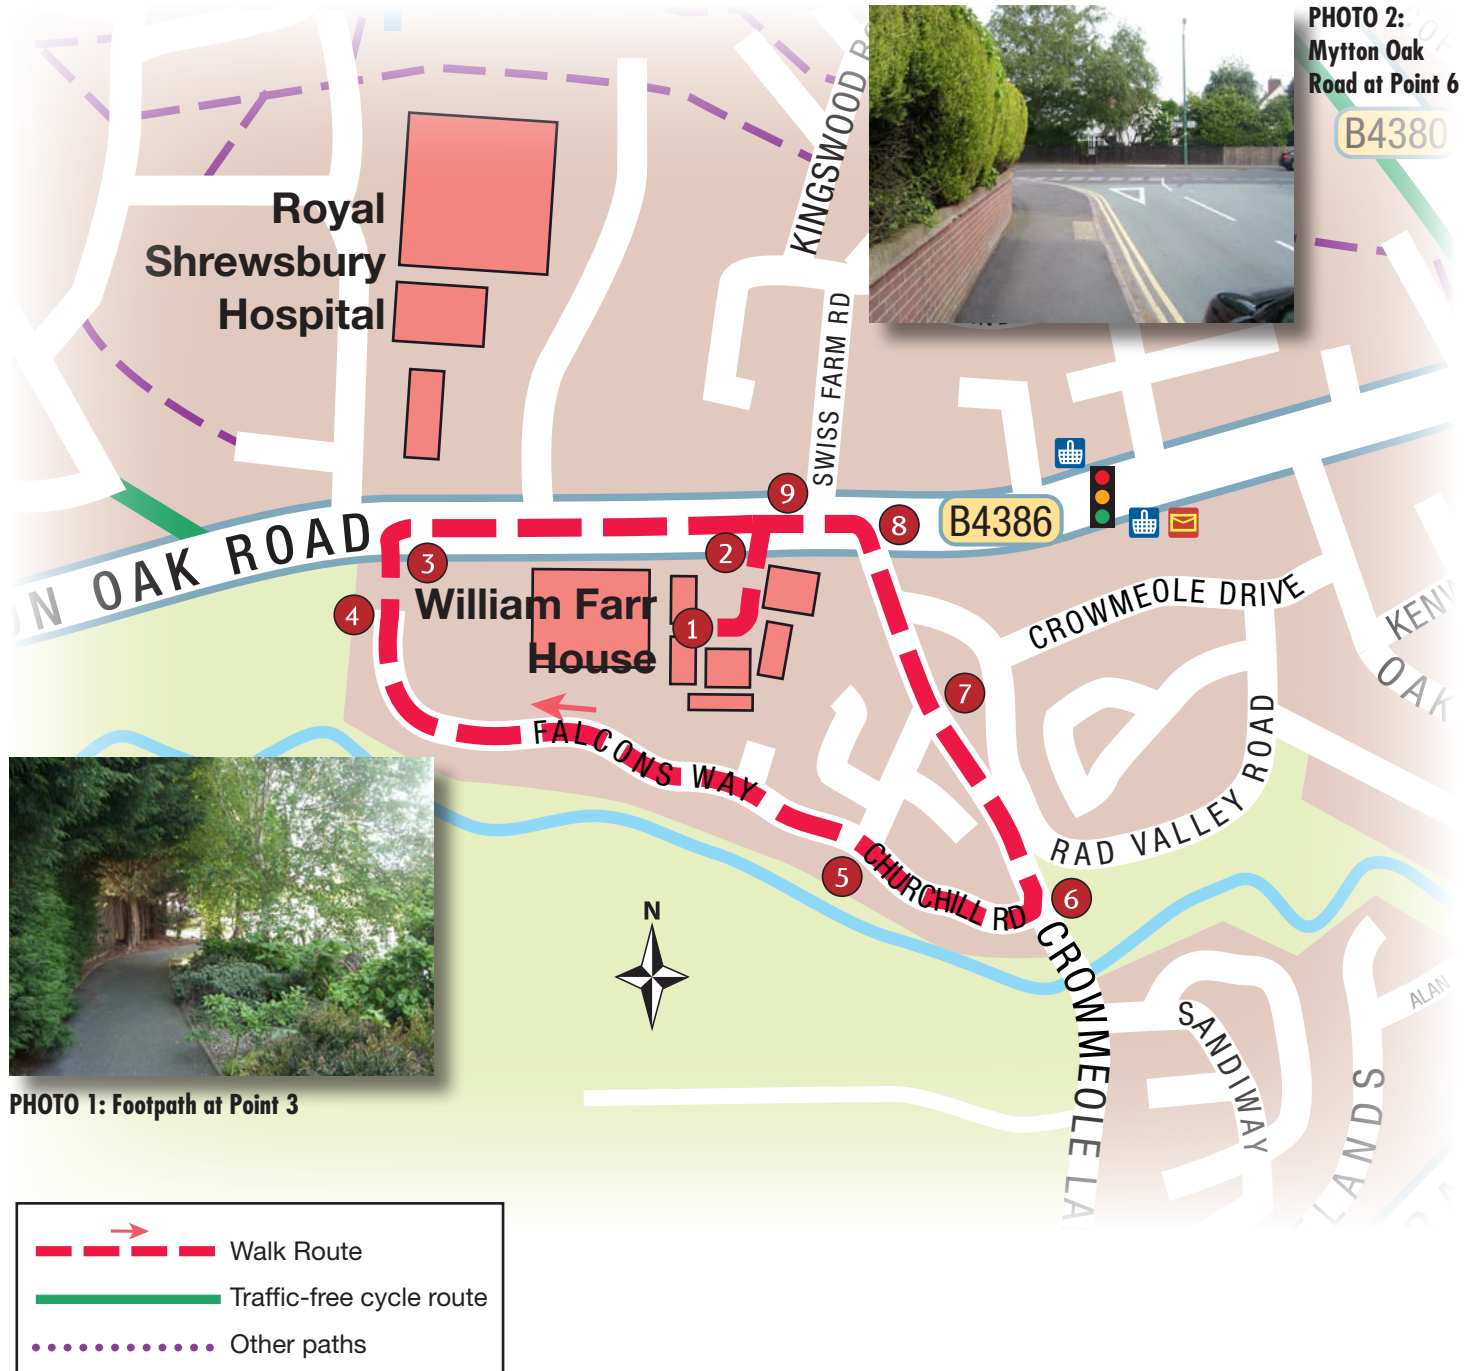 PHOTO 2:
Mytton Oak
Road at Point 6
B4380
KINGSWOOD
Royal
Shrewsbury
Hospital
SWISS FARM RD
9
8
B4386
OAK ROAD
3
2
4
William Farr
House
1
CROWMEOLE DRIVE
OAK
7
FALCONS WAY
RAD VALLEY ROAD
5
CHURCHILL RD
6
N
CROWMEOLE LA
SANDIWAY
ALAN
LANDS
PHOTO 1: Footpath at Point 3
Walk Route
Traffic-free cycle route
Other paths